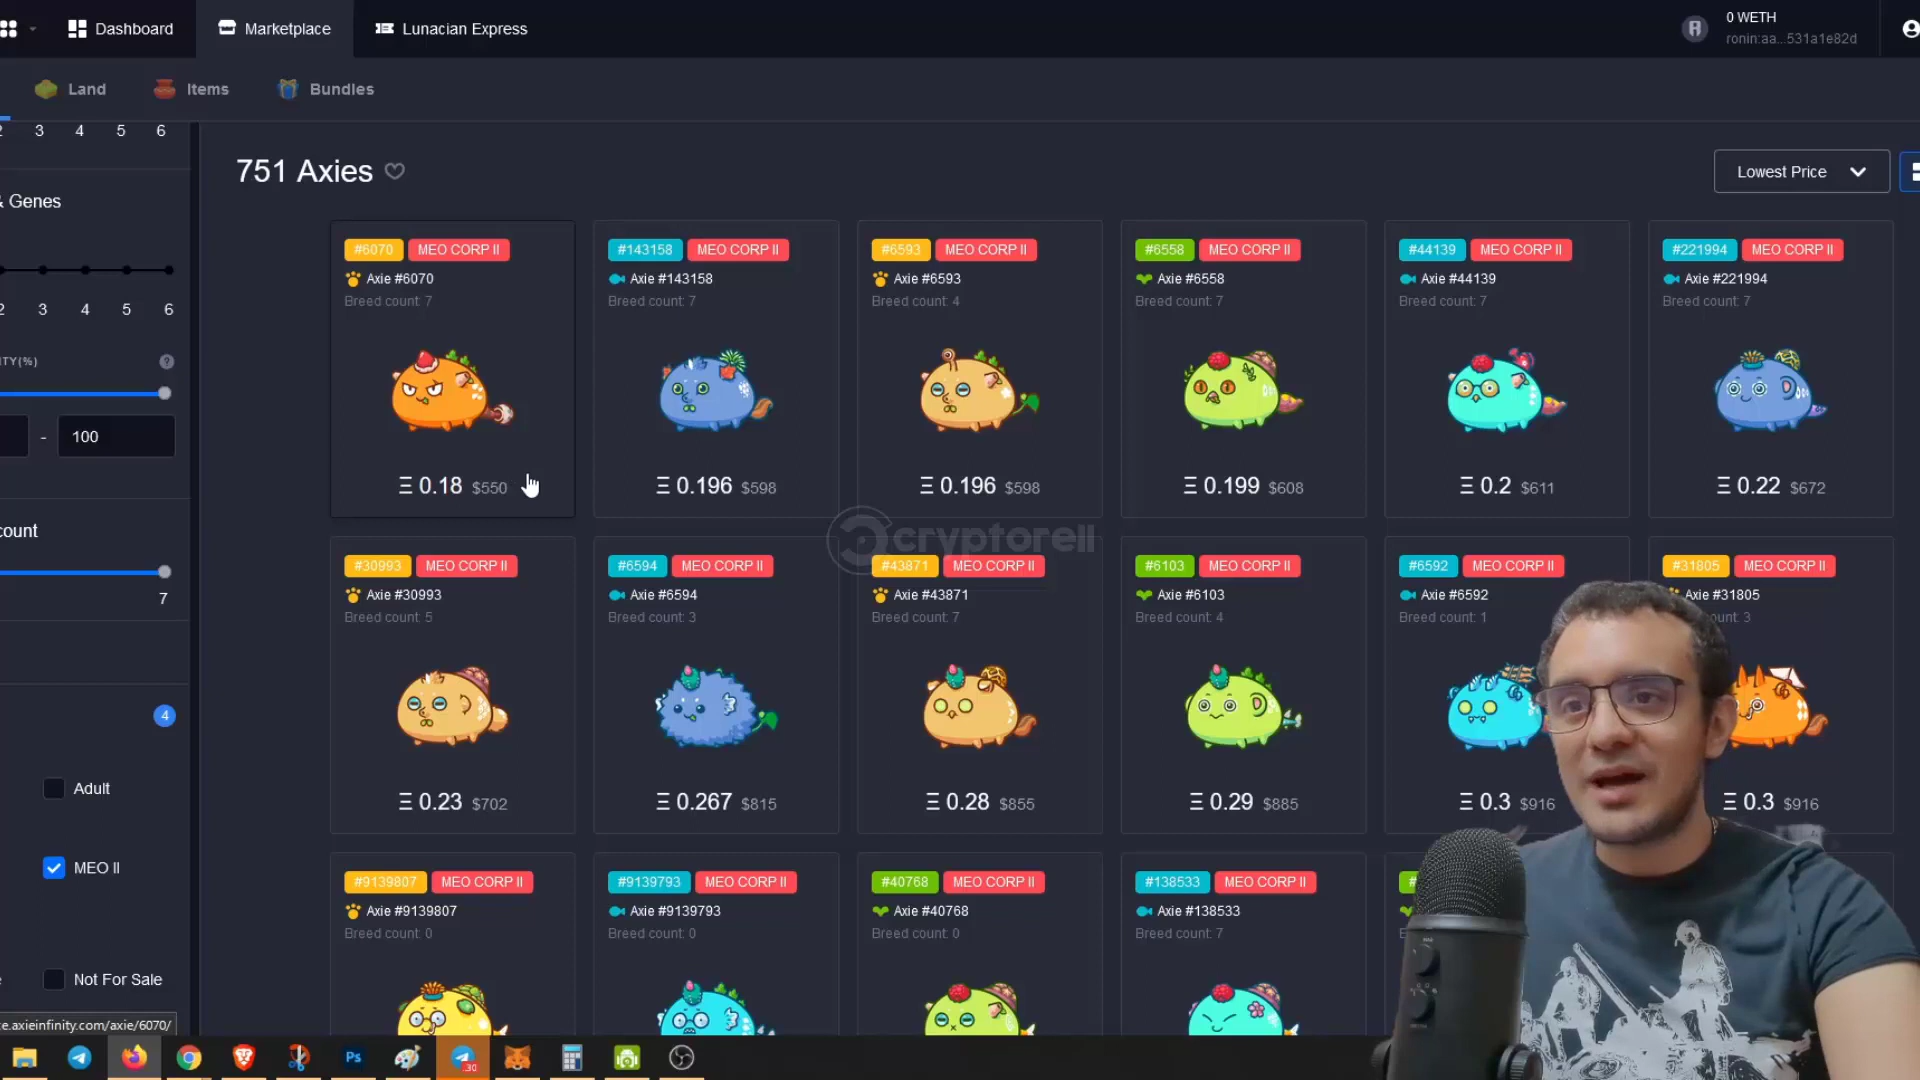 Dashboard
Marketplace
Lunacian Express
0 WETH
ronin:aa...531a1e82d
Land
Items
Bundles
2 3 4 5 6
& Genes
2 3 4 5 6
ITY(%)
- 100
count
7
4
Adult
MEO II
Not For Sale
751 Axies
Lowest Price
#6070 MEO CORP II
Axie #6070
Breed count: 7
Ξ 0.18 $550
#143158 MEO CORP II
Axie #143158
Breed count: 7
Ξ 0.196 $598
#6593 MEO CORP II
Axie #6593
Breed count: 4
Ξ 0.196 $598
#6558 MEO CORP II
Axie #6558
Breed count: 7
Ξ 0.199 $608
#44139 MEO CORP II
Axie #44139
Breed count: 7
Ξ 0.2 $611
#221994 MEO CORP II
Axie #221994
Breed count: 7
Ξ 0.22 $672
cryptorell
#30993 MEO CORP II
Axie #30993
Breed count: 5
Ξ 0.23 $702
#6594 MEO CORP II
Axie #6594
Breed count: 3
Ξ 0.267 $815
#43871 MEO CORP II
Axie #43871
Breed count: 7
Ξ 0.28 $855
#6103 MEO CORP II
Axie #6103
Breed count: 4
Ξ 0.29 $885
#6592 MEO CORP II
Axie #6592
Breed count: 1
Ξ 0.3 $916
#31805 MEO CORP II
Axie #31805
ount: 3
Ξ 0.3 $916
#9139807 MEO CORP II
Axie #9139807
Breed count: 0
#9139793 MEO CORP II
Axie #9139793
Breed count: 0
#40768 MEO CORP II
Axie #40768
Breed count: 0
#138533 MEO CORP II
Axie #138533
Breed count: 7
#
B
e.axieinfinity.com/axie/6070/
Ps
30